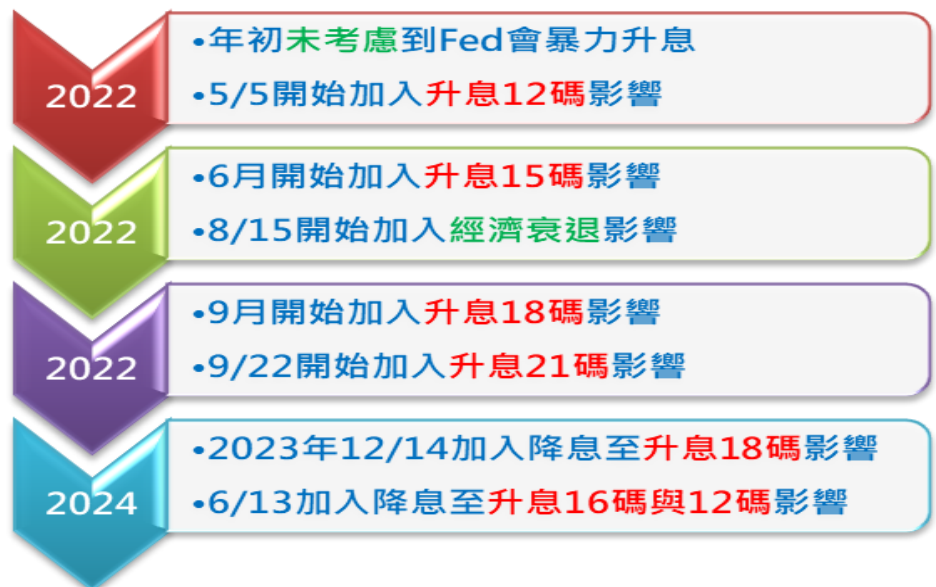 2022
•年初未考慮到Fed會暴力升息
•5/5開始加入升息12碼影響
2022
•6月開始加入升息15碼影響
•8/15開始加入經濟衰退影響
2022
•9月開始加入升息18碼影響
•9/22開始加入升息21碼影響
2024
•2023年12/14加入降息至升息18碼影響
•6/13加入降息至升息16碼與12碼影響